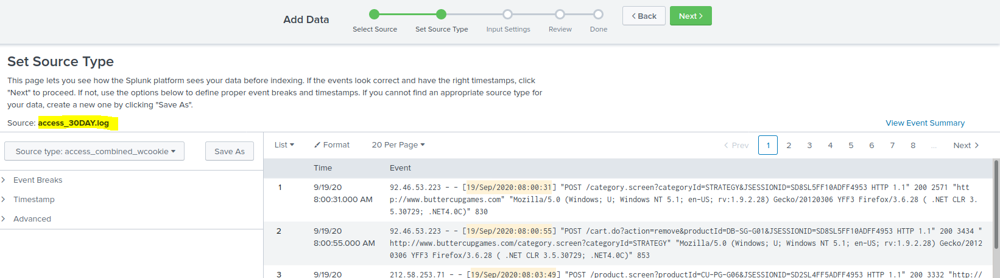 Add Data
Select Source
Set Source Type
Input Settings
Review
Done
< Back
Next >
Set Source Type
This page lets you see how the Splunk platform sees your data before indexing. If the events look correct and have the right timestamps, click
"Next" to proceed. If not, use the options below to define proper event breaks and timestamps. If you cannot find an appropriate source type for
your data, create a new one by clicking "Save As".
Source: access_30DAY.log
View Event Summary
Source type: access_combined_wcookie
Save As
List
Format
20 Per Page
< Prev 1 2 3 4 5 6 7 8 ... Next >
> Event Breaks
> Timestamp
> Advanced
Time Event
1 9/19/20
8:00:31.000 AM
92.46.53.223 - - [19/Sep/2020:08:00:31] "POST /category.screen?categoryId=STRATEGY&JSESSIONID=SD8SL5FF10ADFF4953 HTTP 1.1" 200 2571 "htt
p://www.buttercupgames.com" "Mozilla/5.0 (Windows; U; Windows NT 5.1; en-US; rv:1.9.2.28) Gecko/20120306 YFF3 Firefox/3.6.28 ( .NET CLR 3.
5.30729; .NET4.0C)" 830
2 9/19/20
8:00:55.000 AM
92.46.53.223 - - [19/Sep/2020:08:00:55] "POST /cart.do?action=remove&productId=DB-SG-G01&JSESSIONID=SD8SL5FF10ADFF4953 HTTP 1.1" 200 3434 "
http://www.buttercupgames.com/category.screen?categoryId=STRATEGY" "Mozilla/5.0 (Windows; U; Windows NT 5.1; en-US; rv:1.9.2.28) Gecko/2012
0306 YFF3 Firefox/3.6.28 ( .NET CLR 3.5.30729; .NET4.0C)" 853
3 9/19/20
212.58.253.71 - - [19/Sep/2020:08:03:49] "POST /product.screen?productId=CU-PG-G06&JSESSIONID=SD2SL4FF5ADFF4953 HTTP 1.1" 200 3332 "http://